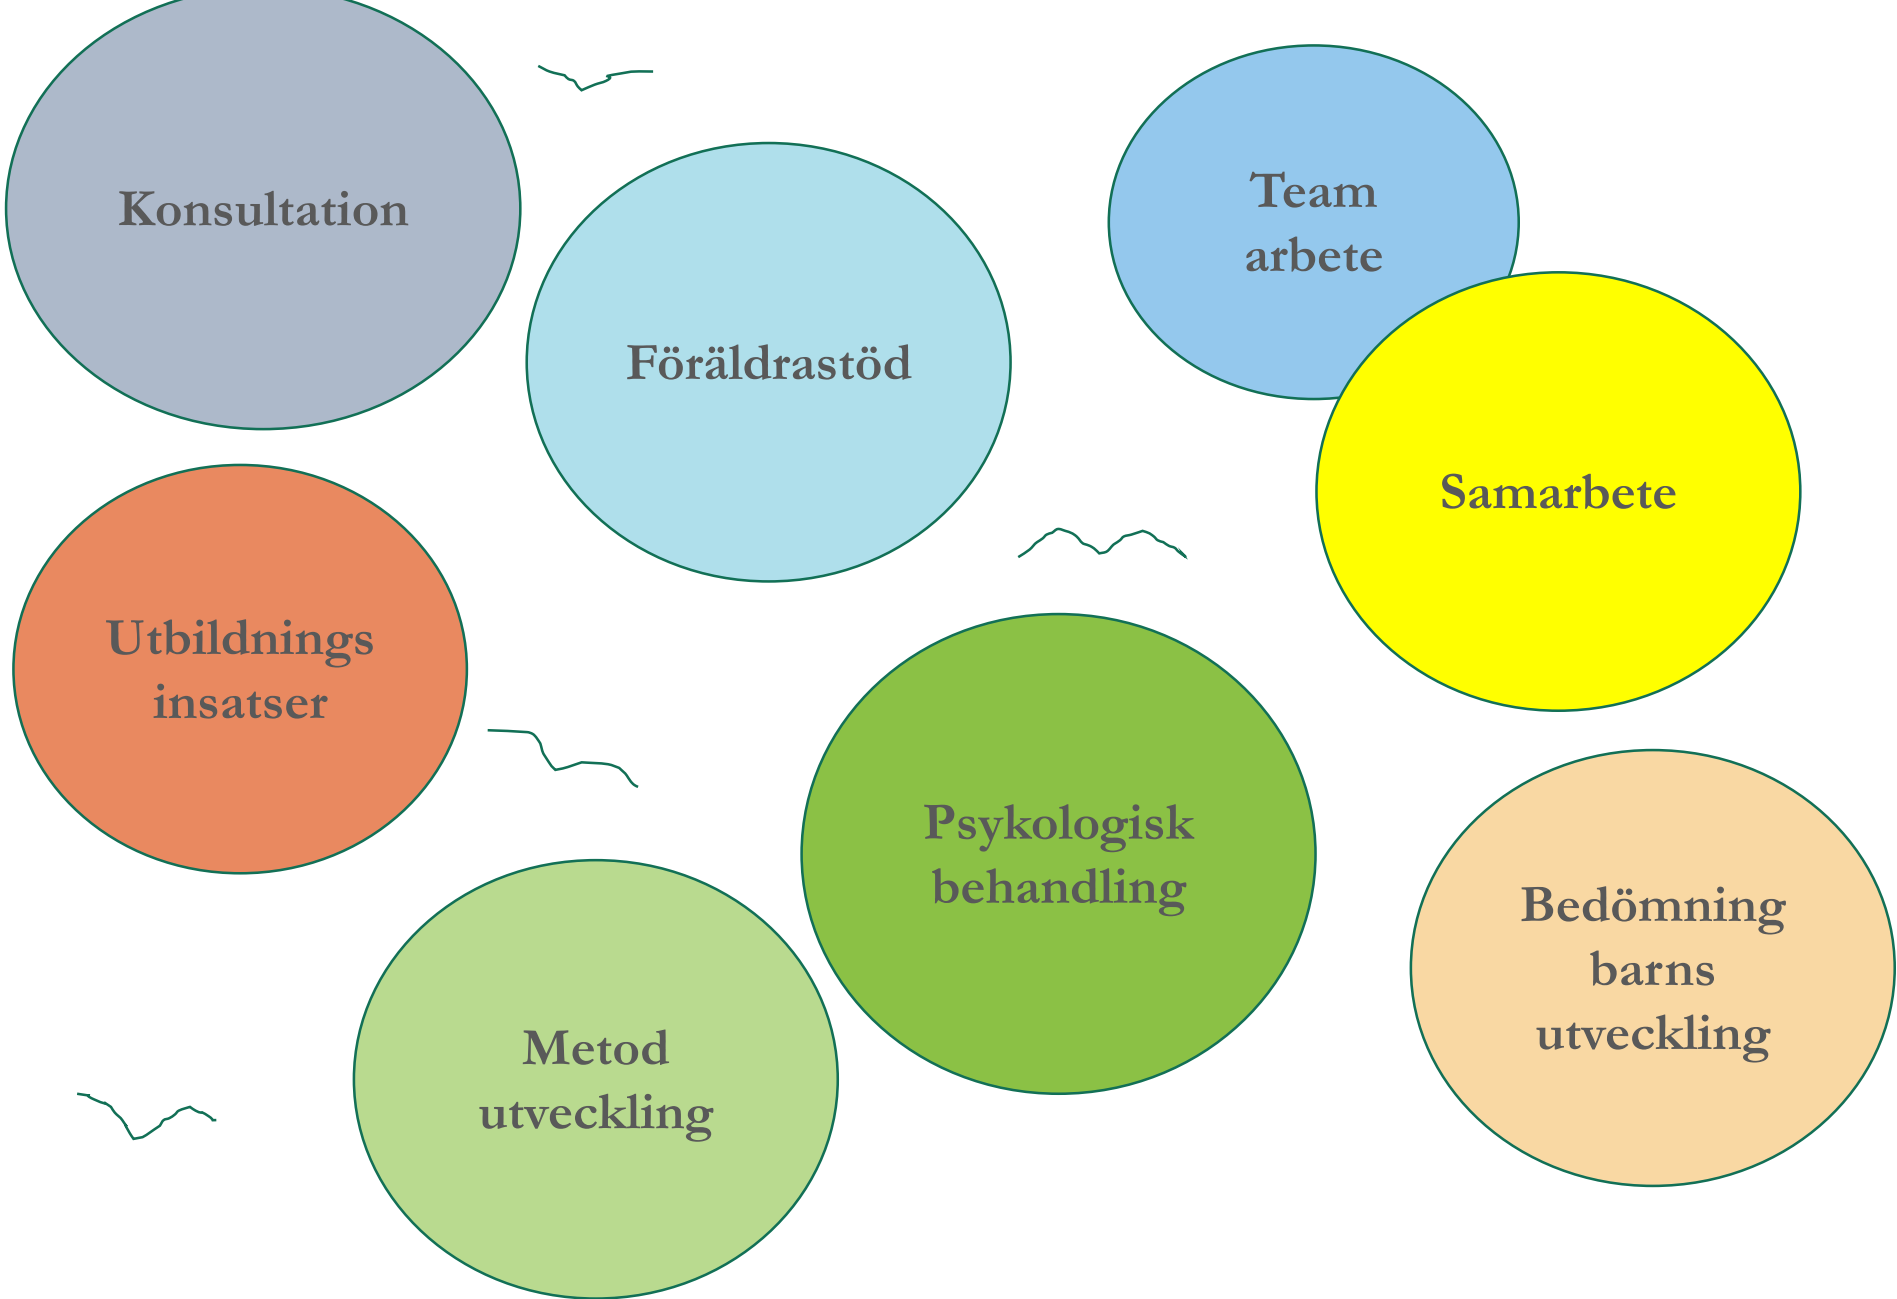 Konsultation
Föräldrastöd
Team
arbete
Samarbete
Utbildnings
insatser
Psykologisk
behandling
Bedömning
barns
utveckling
Metod
utveckling